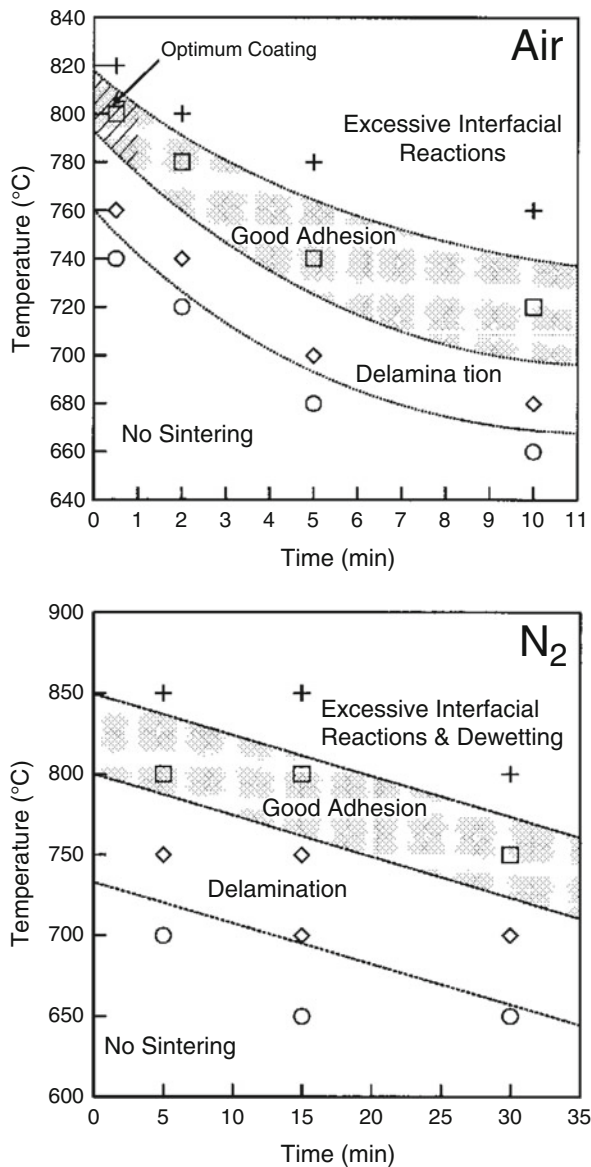 840
Air
820
Optimum Coating
800
Excessive Interfacial
Reactions
780
760
Good Adhesion
740
720
700
Delamina tion
680
No Sintering
660
640
0 1 2 3 4 5 6 7 8 9 10 11
Temperature (°C)
Time (min)
900
N2
850
Excessive Interfacial
Reactions & Dewetting
800
Good Adhesion
750
Delamination
700
650
No Sintering
600
0 5 10 15 20 25 30 35
Temperature (°C)
Time (min)